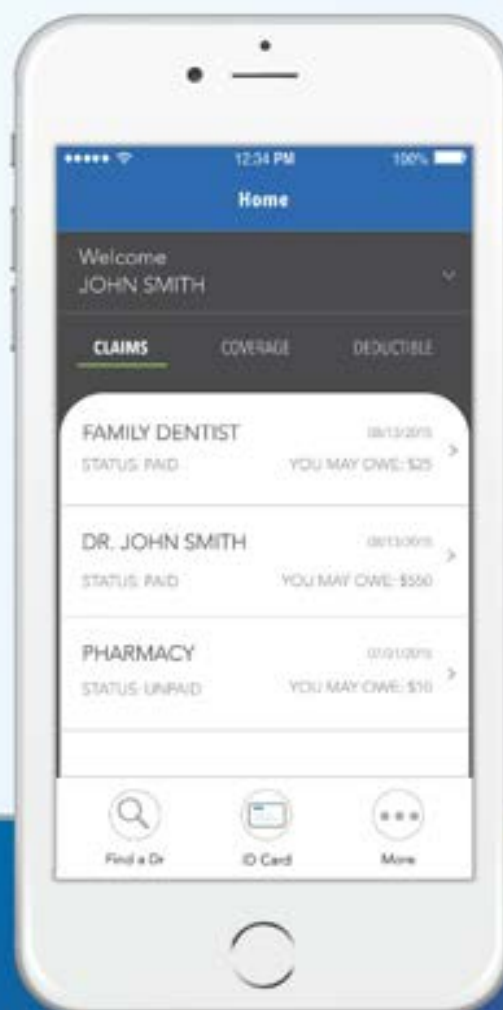 12:34 PM
100%
Home
Welcome
JOHN SMITH
CLAIMS COVERAGE DEDUCTIBLE
FAMILY DENTIST
STATUS: PAID YOU MAY OWE: $25
DR. JOHN SMITH
STATUS: PAID YOU MAY OWE: $550
PHARMACY
STATUS: UNPAID YOU MAY OWE: $10
Find a Dr
ID Card
More